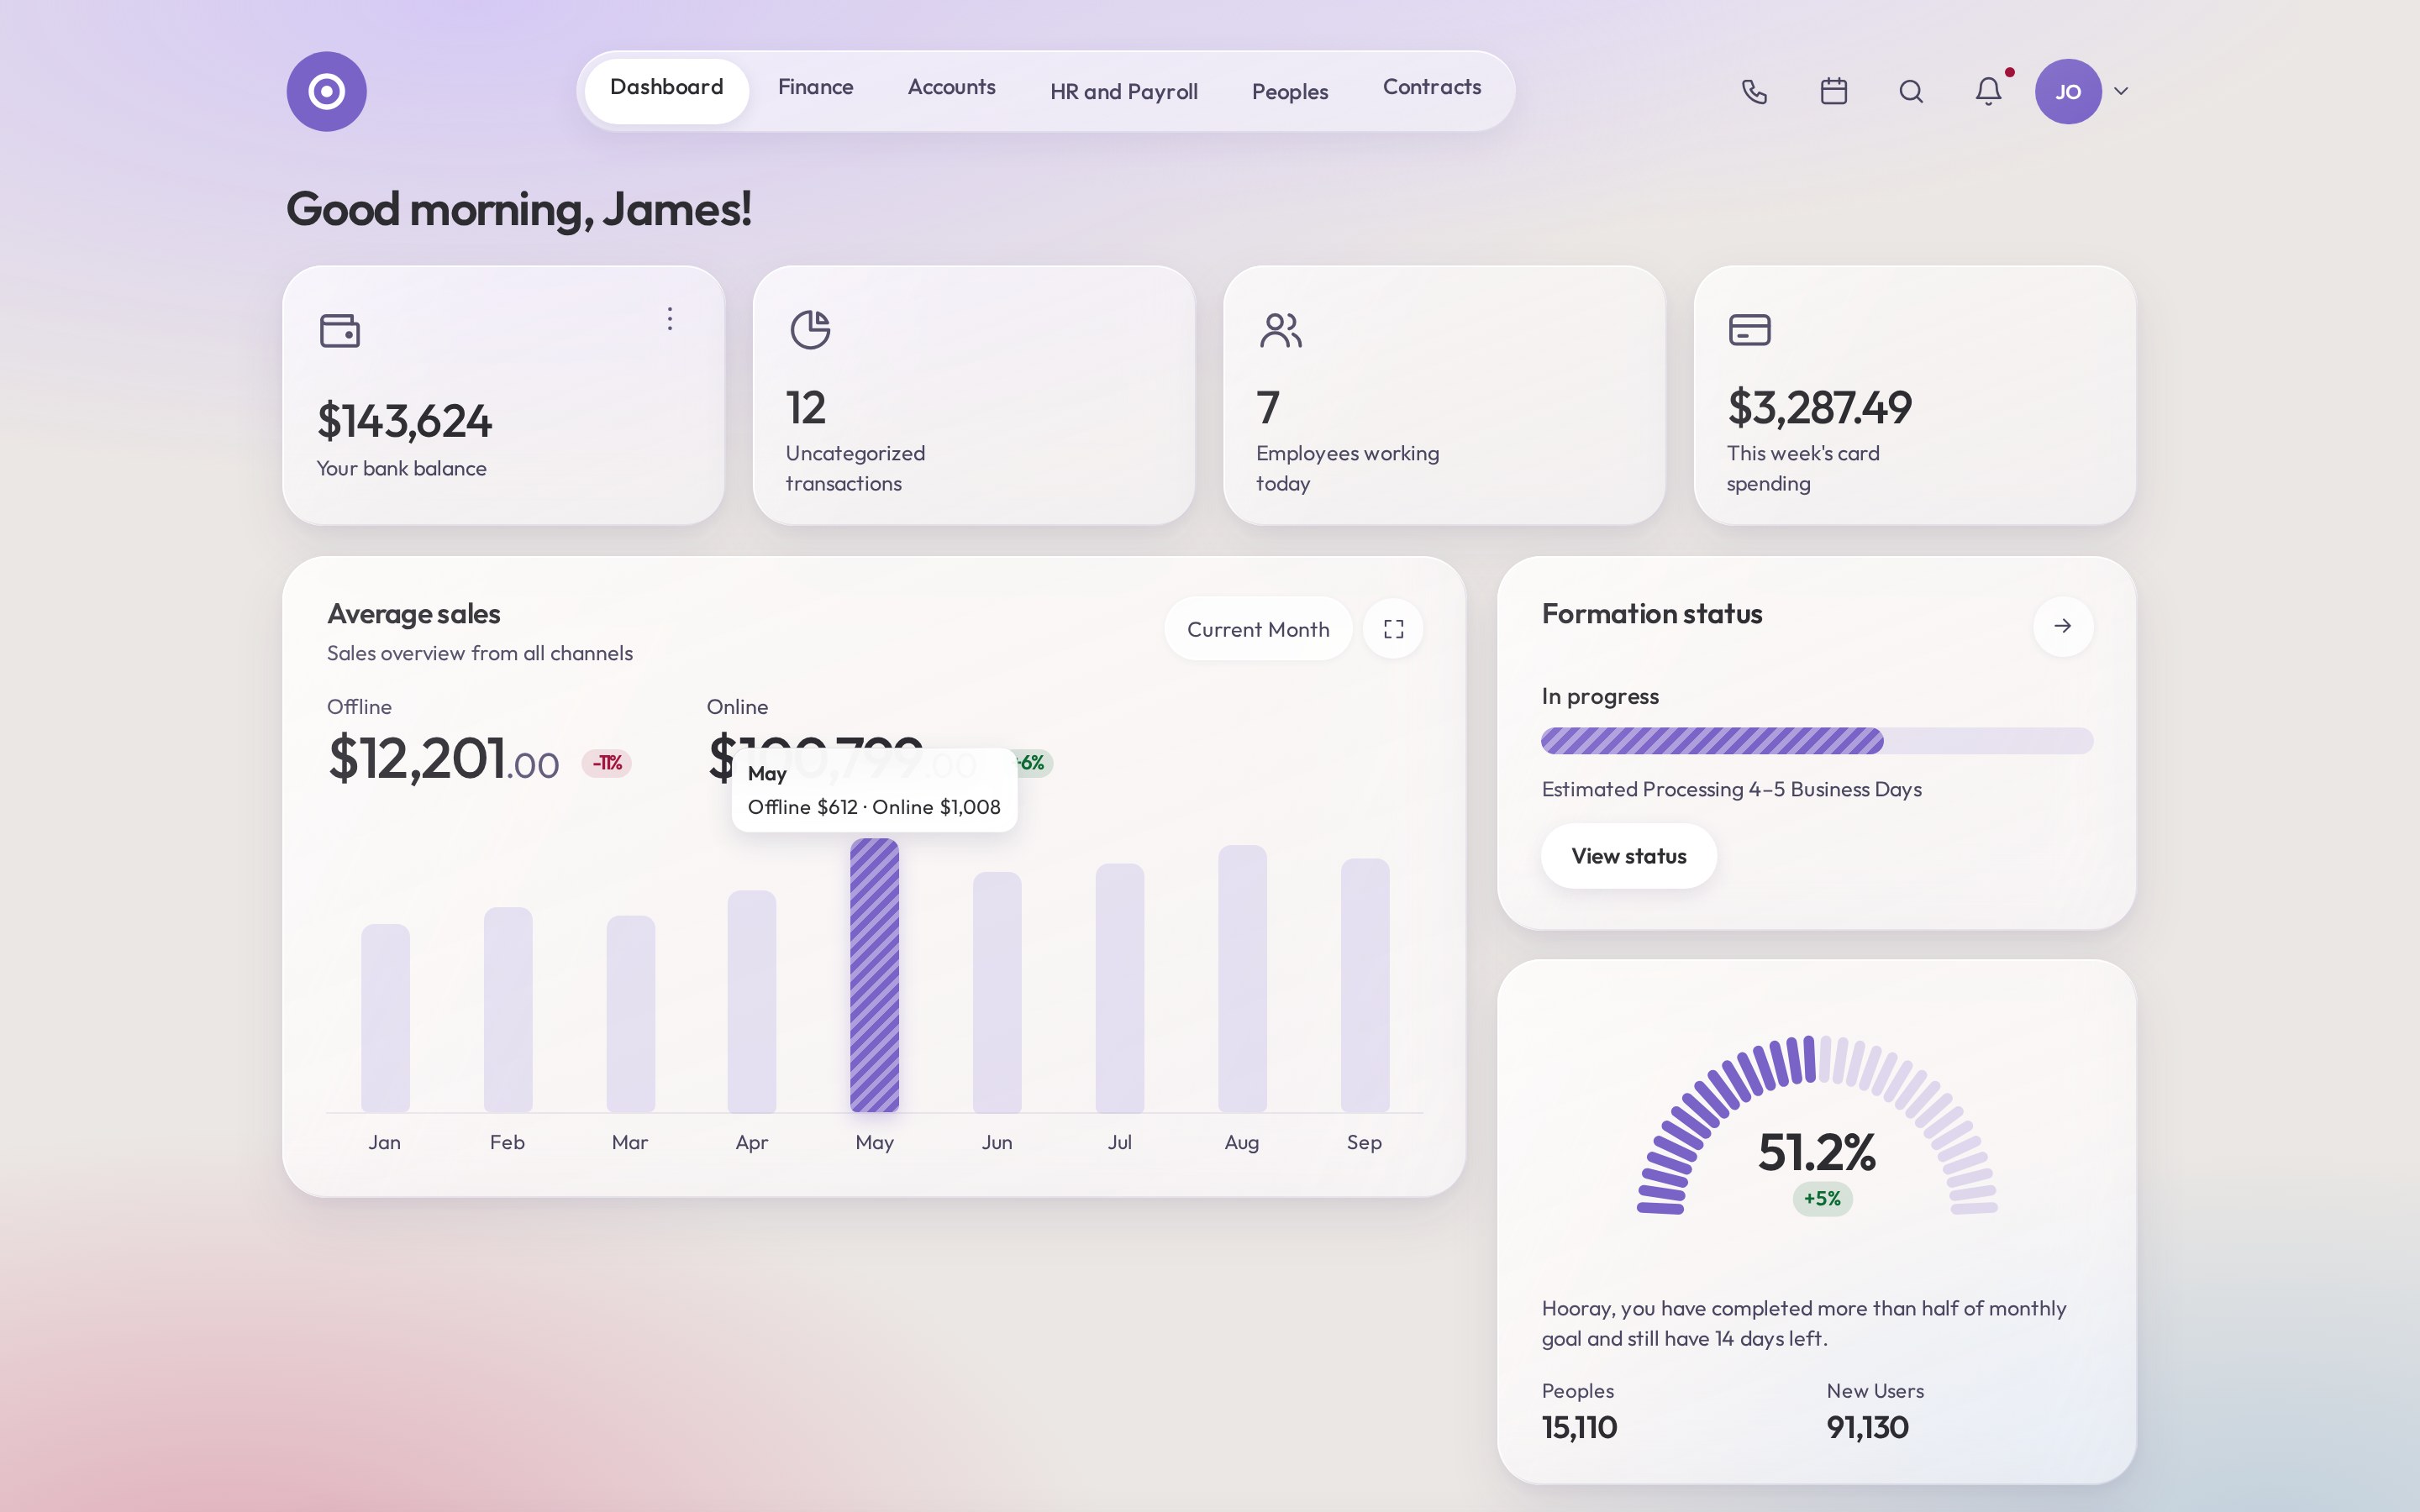 Dashboard Finance Accounts HR and Payroll Peoples Contracts JO
Good morning, James!
$143,624
Your bank balance
12
Uncategorized
transactions
7
Employees working
today
$3,287.49
This week's card
spending
Average sales
Sales overview from all channels
Current Month
Offline
$12,201.00 -11%
Online
$100,799.00 -6%
May
Offline $612 · Online $1,008
Jan Feb Mar Apr May Jun Jul Aug Sep
Formation status
In progress
Estimated Processing 4–5 Business Days
View status
51.2%
+5%
Hooray, you have completed more than half of monthly
goal and still have 14 days left.
Peoples
15,110
New Users
91,130